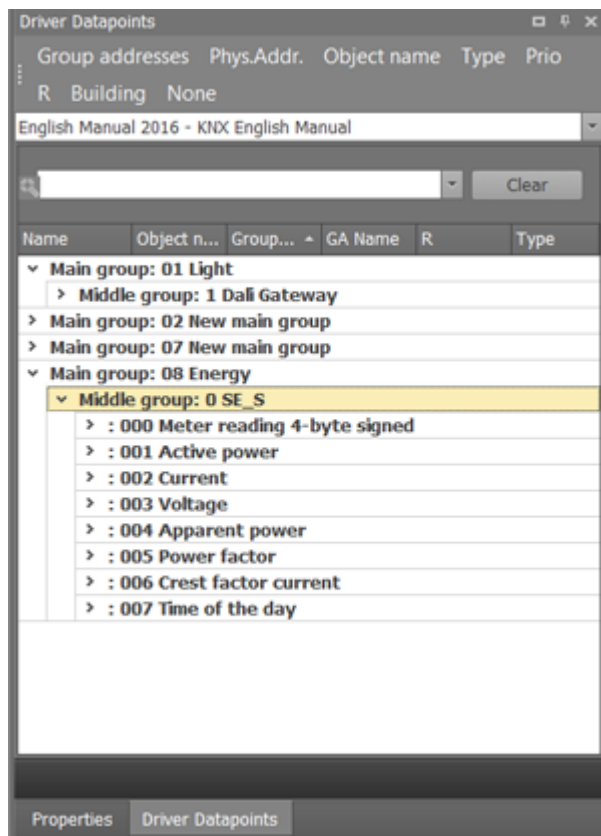 Driver Datapoints
Group addresses Phys.Addr. Object name Type Prio
R Building None
English Manual 2016 - KNX English Manual
Clear
Name Object n... Group... GA Name R Type
Main group: 01 Light
Middle group: 1 Dali Gateway
Main group: 02 New main group
Main group: 07 New main group
Main group: 08 Energy
Middle group: 0 SE_S
: 000 Meter reading 4-byte signed
: 001 Active power
: 002 Current
: 003 Voltage
: 004 Apparent power
: 005 Power factor
: 006 Crest factor current
: 007 Time of the day
Properties Driver Datapoints